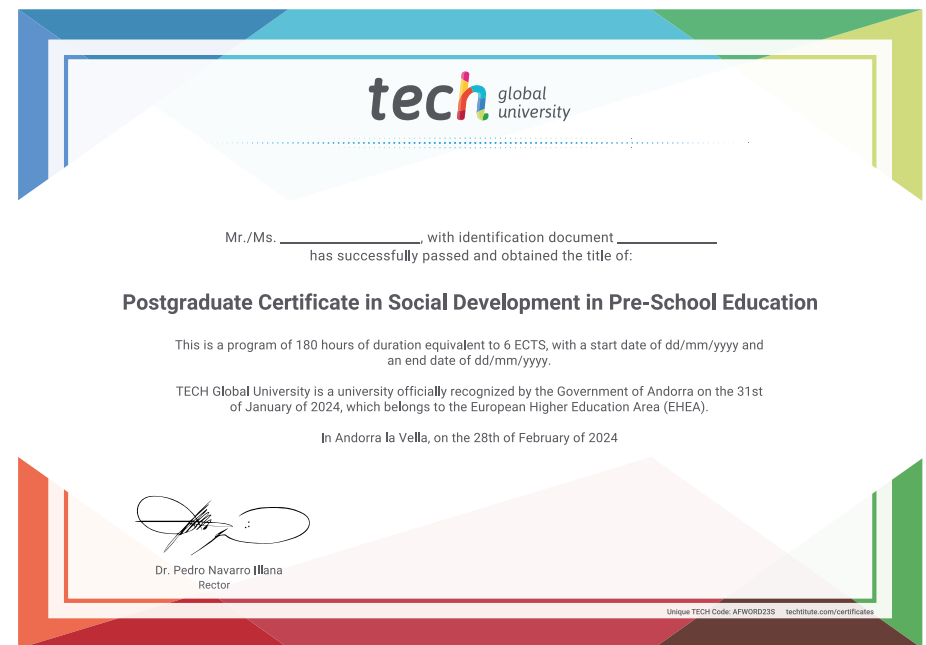 tech global
university
Mr./Ms. ____________, with identification document ____________
has successfully passed and obtained the title of:
Postgraduate Certificate in Social Development in Pre-School Education
This is a program of 180 hours of duration equivalent to 6 ECTS, with a start date of dd/mm/yyyy and
an end date of dd/mm/yyyy.
TECH Global University is a university officially recognized by the Government of Andorra on the 31st
of January of 2024, which belongs to the European Higher Education Area (EHEA).
In Andorra la Vella, on the 28th of February of 2024
Dr. Pedro Navarro Illana
Rector
Unique TECH Code: AFWORD23S techtitute.com/certificates